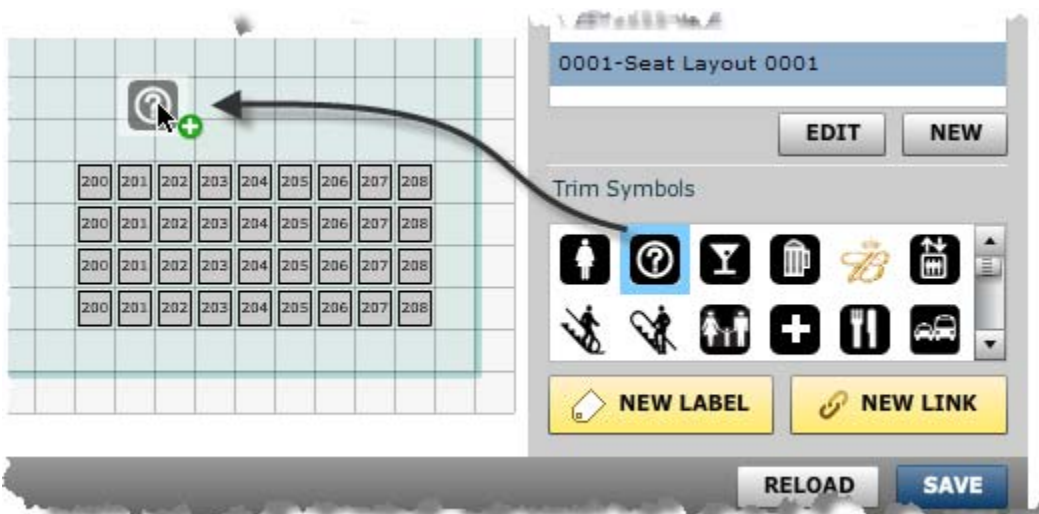 0001-Seat Layout 0001
EDIT NEW
Trim Symbols
200 201 202 203 204 205 206 207 208
200 201 202 203 204 205 206 207 208
200 201 202 203 204 205 206 207 208
200 201 202 203 204 205 206 207 208
NEW LABEL NEW LINK
RELOAD SAVE